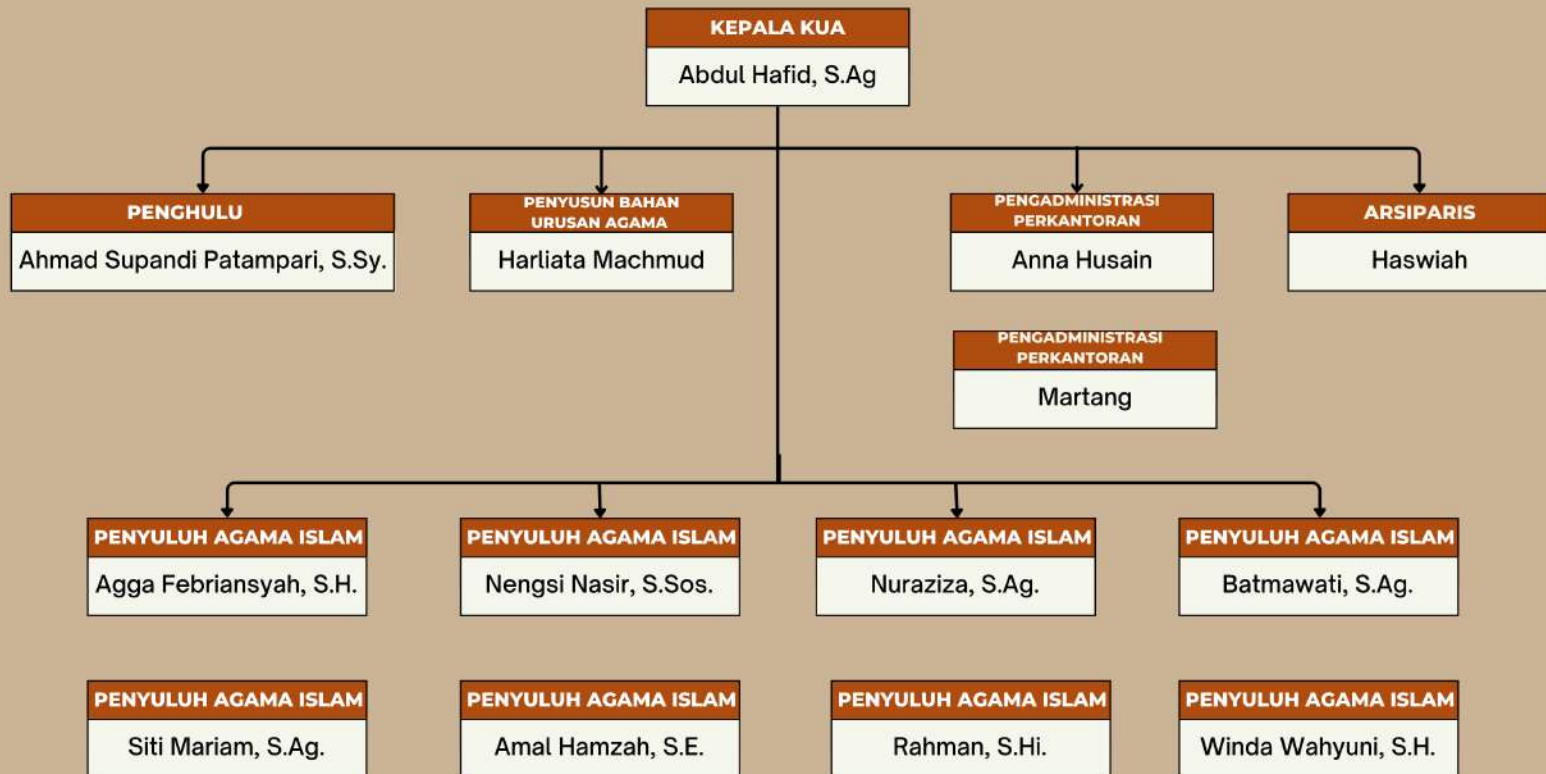 KEPALA KUA
Abdul Hafid, S.Ag
PENGHULU
Ahmad Supandi Patampari, S.Sy.
PENYUSUN BAHAN
URUSAN AGAMA
Harliata Machmud
PENGADMINISTRASI
PERKANTORAN
Anna Husain
ARSIPARIS
Haswiah
PENGADMINISTRASI
PERKANTORAN
Martang
PENYULUH AGAMA ISLAM
Agga Febriansyah, S.H.
PENYULUH AGAMA ISLAM
Nengsi Nasir, S.Sos.
PENYULUH AGAMA ISLAM
Nuraziza, S.Ag.
PENYULUH AGAMA ISLAM
Batmawati, S.Ag.
PENYULUH AGAMA ISLAM
Siti Mariam, S.Ag.
PENYULUH AGAMA ISLAM
Amal Hamzah, S.E.
PENYULUH AGAMA ISLAM
Rahman, S.Hi.
PENYULUH AGAMA ISLAM
Winda Wahyuni, S.H.